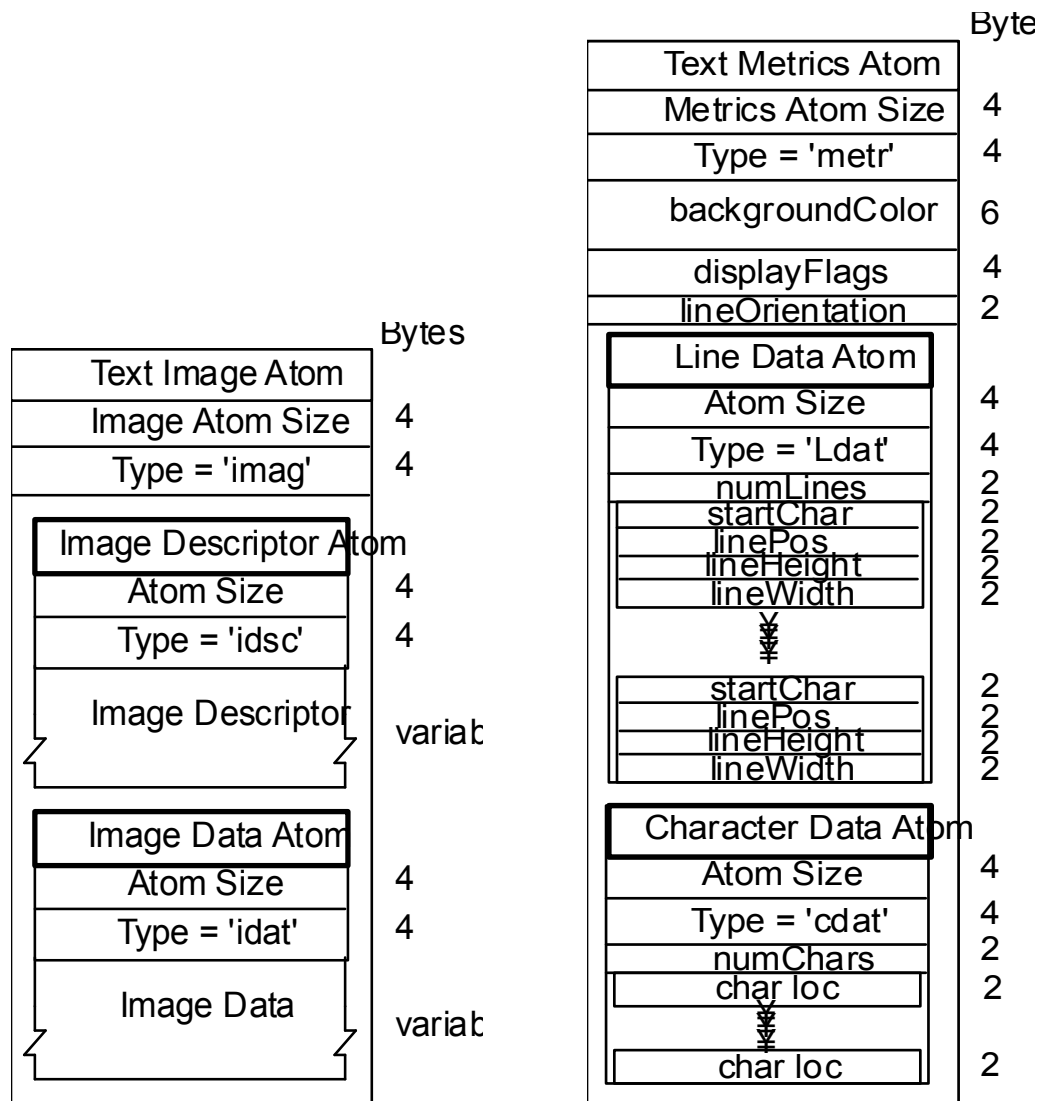 Bytes
Text Image Atom
Image Atom Size 4
Type = 'imag' 4
Image Descriptor Atom
Atom Size 4
Type = 'idsc' 4
Image Descriptor
variab
Image Data Atom
Atom Size 4
Type = 'idat' 4
Image Data
variab
Byte
Text Metrics Atom
Metrics Atom Size 4
Type = 'metr' 4
backgroundColor 6
displayFlags 4
lineOrientation 2
Line Data Atom
Atom Size 4
Type = 'Ldat' 4
numLines 2
startChar 2
linePos 2
lineHeight 2
lineWidth 2
startChar 2
linePos 2
lineHeight 2
lineWidth 2
Character Data Atom
Atom Size 4
Type = 'cdat' 4
numChars 2
char loc 2
char loc 2